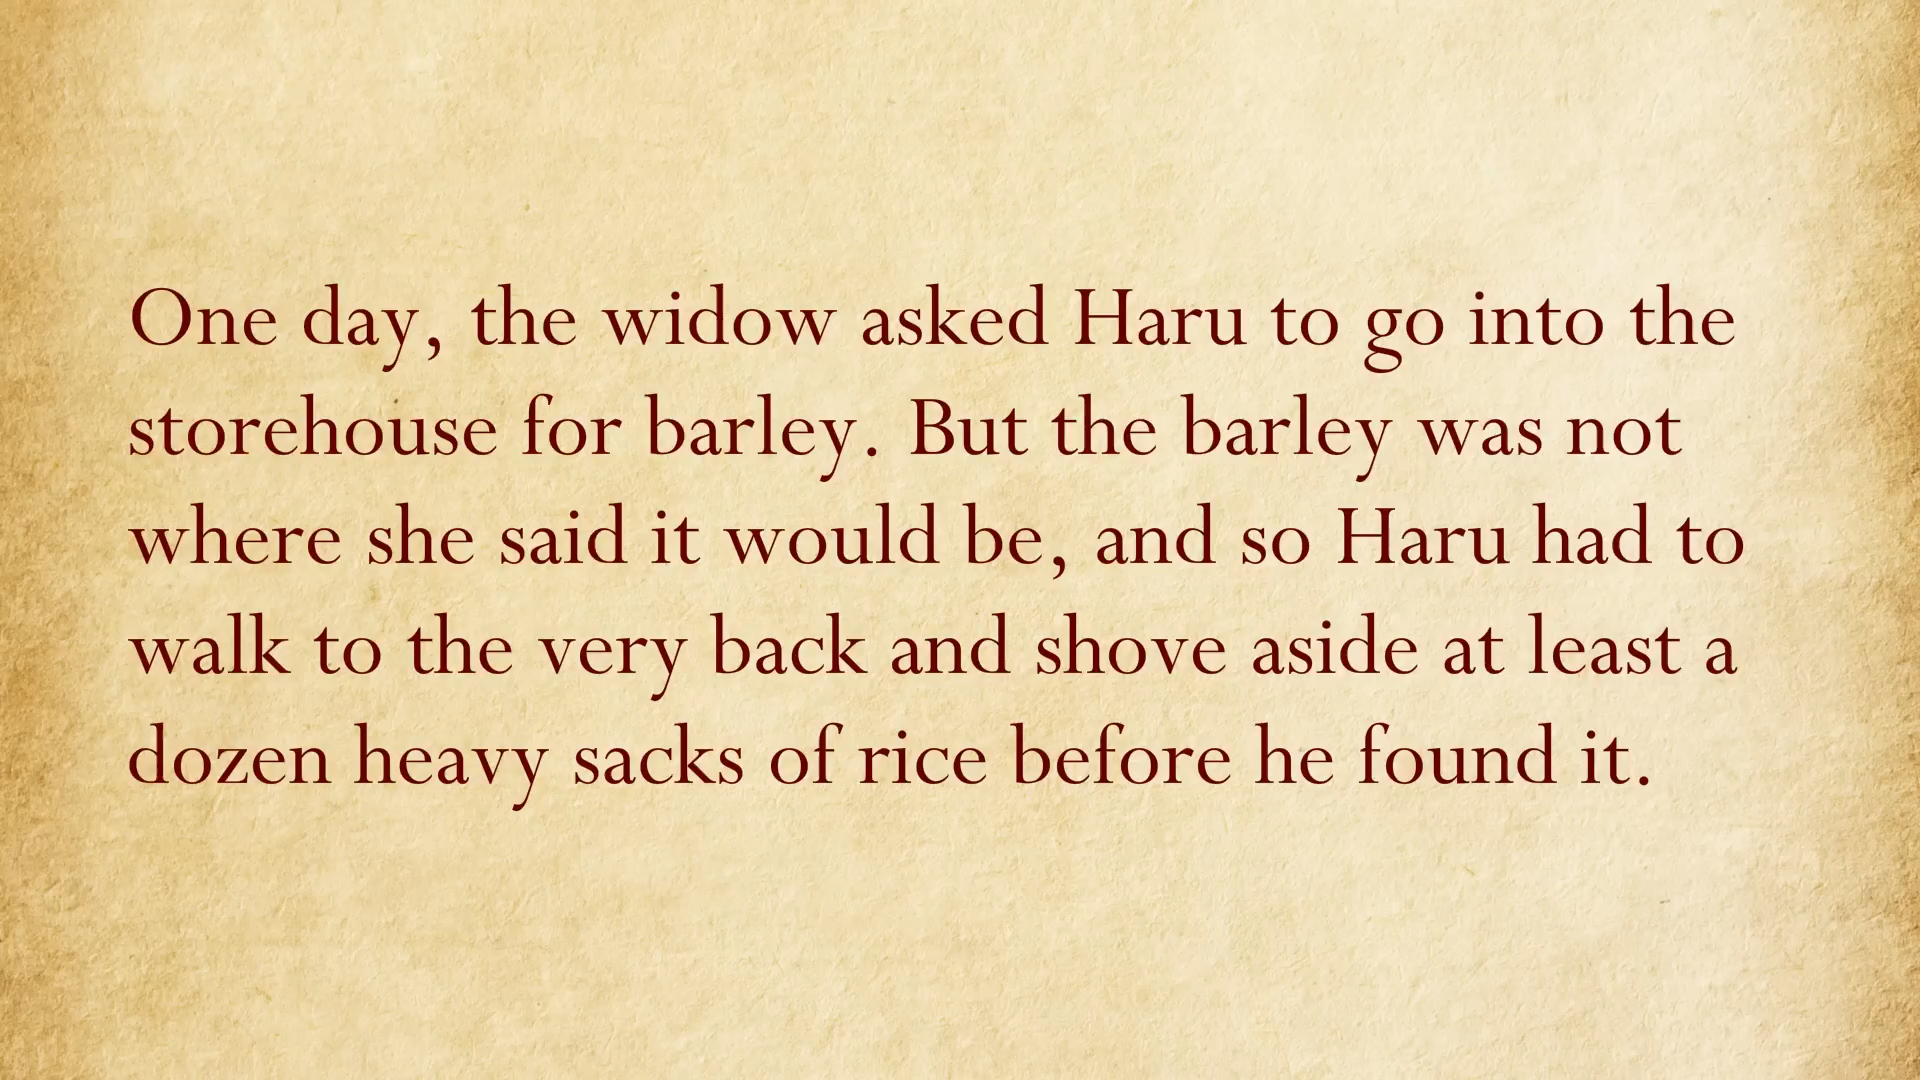 One day, the widow asked Haru to go into the
storehouse for barley. But the barley was not
where she said it would be, and so Haru had to
walk to the very back and shove aside at least a
dozen heavy sacks of rice before he found it.